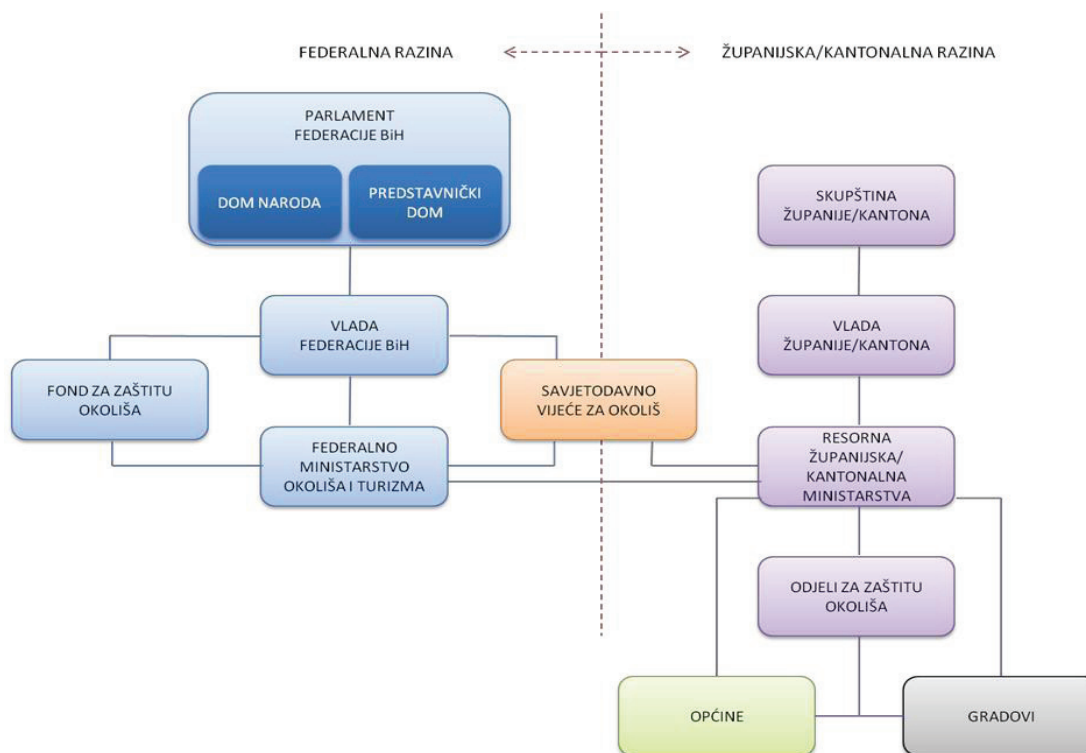 FEDERALNA RAZINA
ŽUPANIJSKA/KANTONALNA RAZINA
PARLAMENT
FEDERACIJE BiH
DOM NARODA
PREDSTAVNIČKI
DOM
SKUPŠTINA
ŽUPANIJE/KANTONA
VLADA
FEDERACIJE BiH
VLADA
ŽUPANIJE/KANTONA
FOND ZA ZAŠTITU
OKOLIŠA
SAVJETODAVNO
VIJEĆE ZA OKOLIŠ
FEDERALNO
MINISTARSTVO
OKOLIŠA I TURIZMA
RESORNA
ŽUPANIJSKA/
KANTONALNA
MINISTARSTVA
ODJELI ZA ZAŠTITU
OKOLIŠA
OPĆINE
GRADOVI